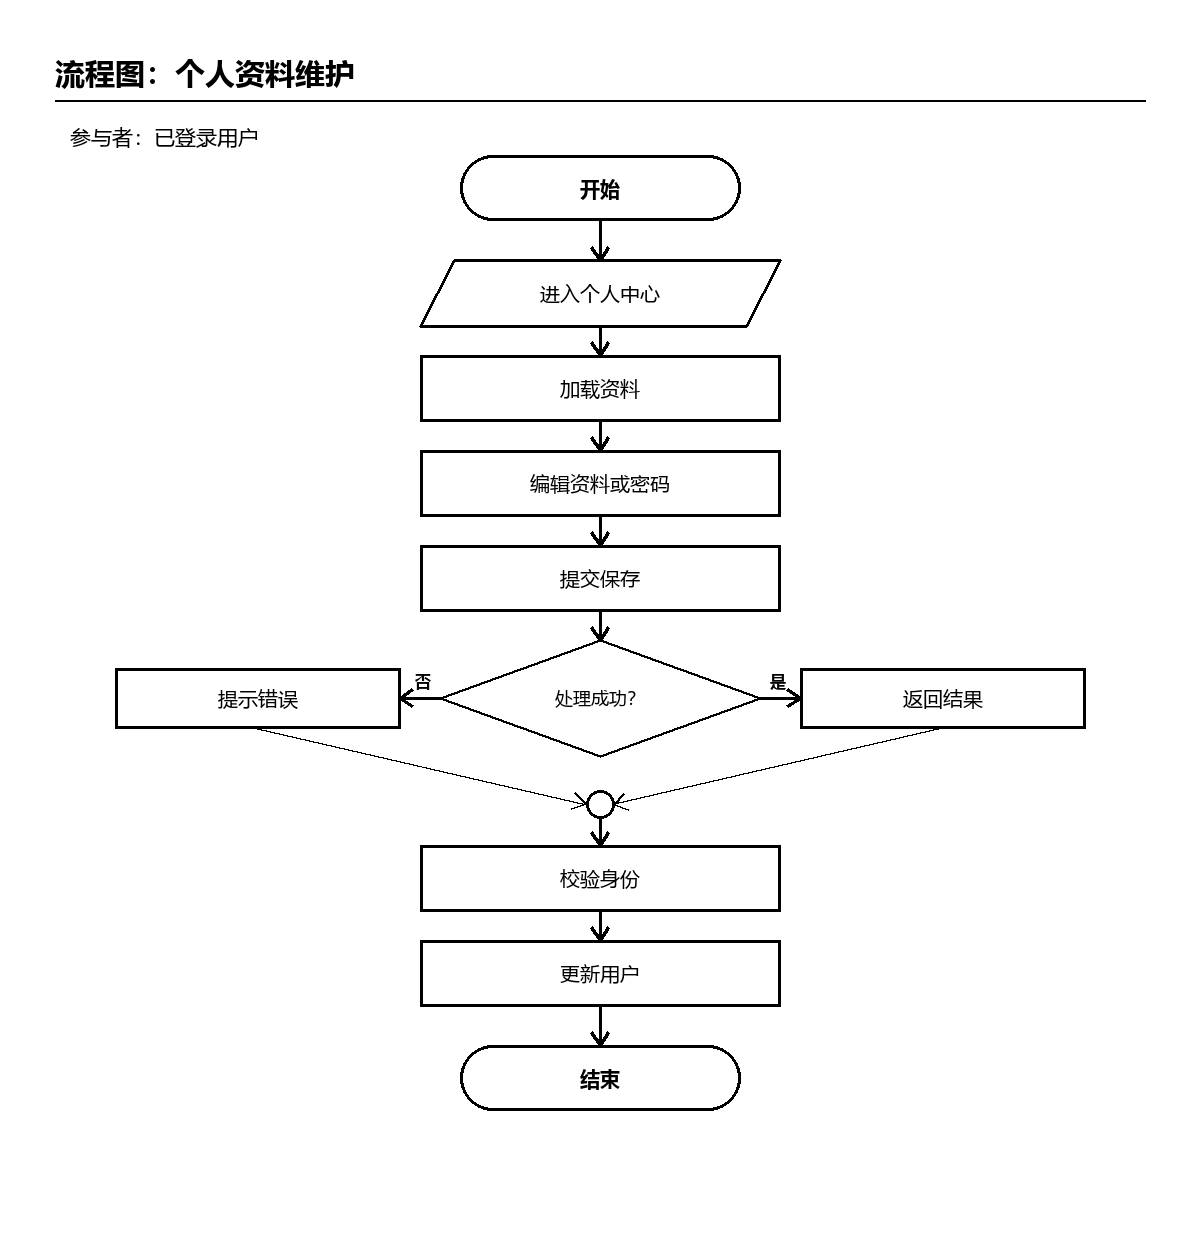 流程图：个人资料维护
参与者：已登录用户
开始
进入个人中心
加载资料
编辑资料或密码
提交保存
否
是
提示错误
处理成功？
返回结果
校验身份
更新用户
结束